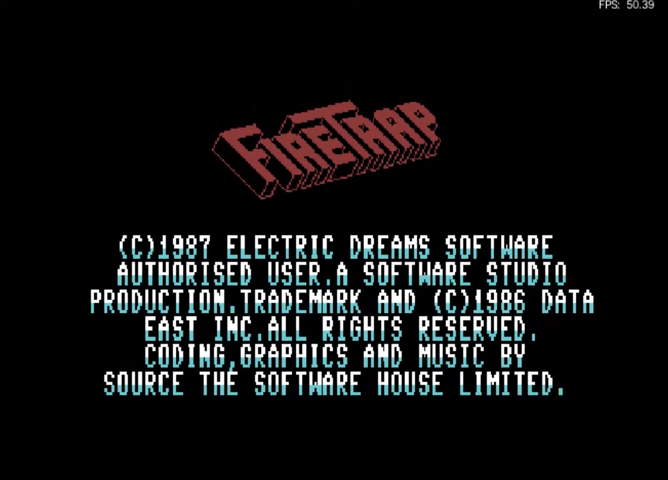 FPS: 50.39
FIRETRAP
(C)1987 ELECTRIC DREAMS SOFTWARE
AUTHORISED USER.A SOFTWARE STUDIO
PRODUCTION.TRADEMARK AND (C)1986 DATA
EAST INC.ALL RIGHTS RESERVED.
CODING,GRAPHICS AND MUSIC BY
SOURCE THE SOFTWARE HOUSE LIMITED.